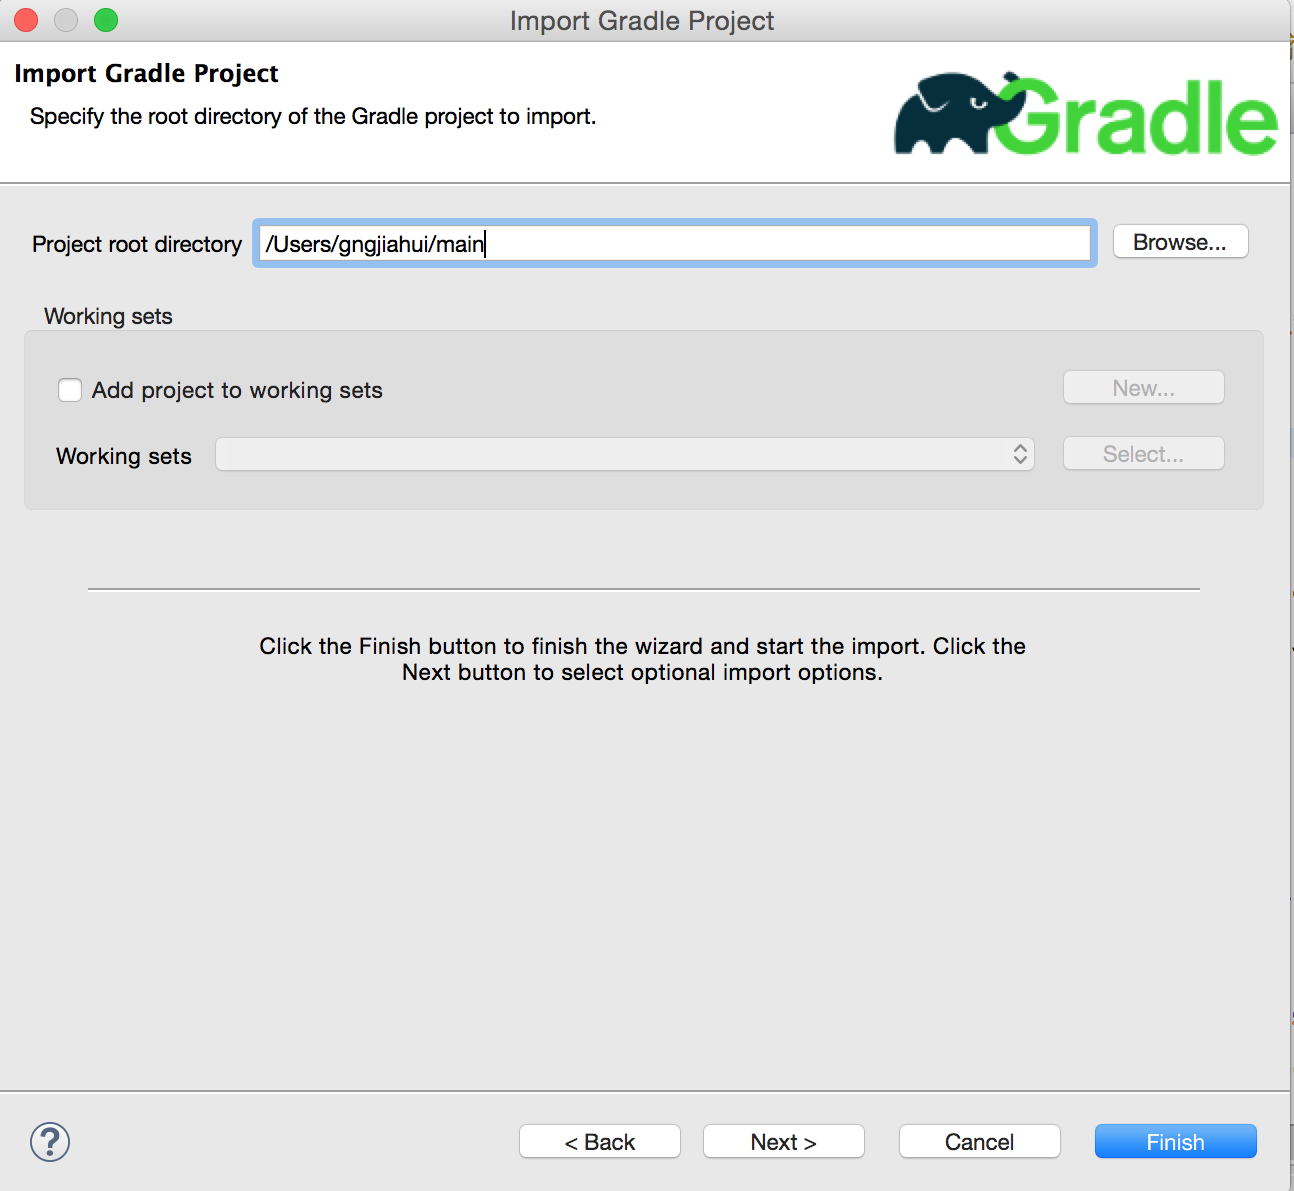 Import Gradle Project
Import Gradle Project
Specify the root directory of the Gradle project to import.
Gradle
Project root directory /Users/gngjiahui/main Browse...
Working sets
Add project to working sets New...
Working sets Select...
Click the Finish button to finish the wizard and start the import. Click the
Next button to select optional import options.
? < Back Next > Cancel Finish